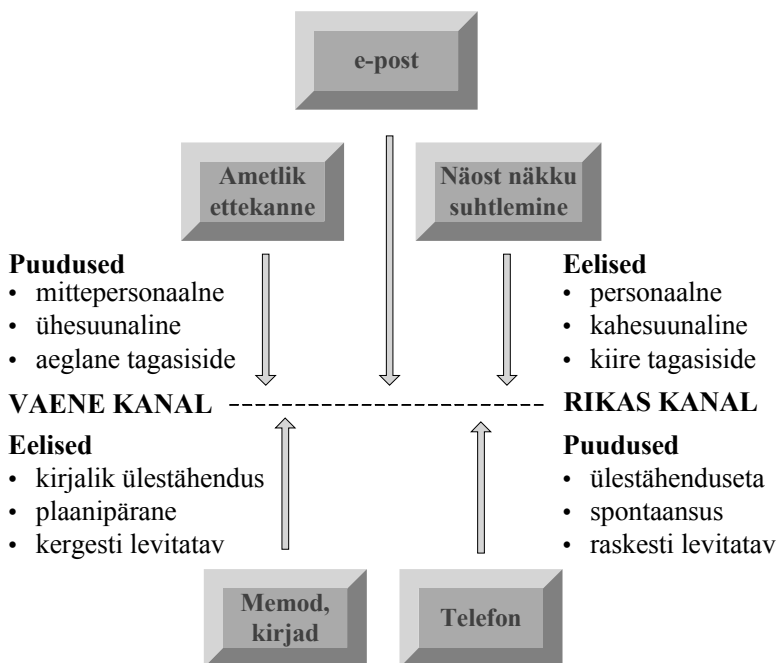 e-post
Ametlik
ettekanne
Näost näkku
suhtlemine
Puudused
• mittepersonaalne
• ühesuunaline
• aeglane tagasiside
Eelised
• personaalne
• kahesuunaline
• kiire tagasiside
VAENE KANAL
RIKAS KANAL
Eelised
• kirjalik ülestähendus
• plaanipärane
• kergesti levitatav
Puudused
• ülestähenduseta
• spontaansus
• raskesti levitatav
Memod,
kirjad
Telefon